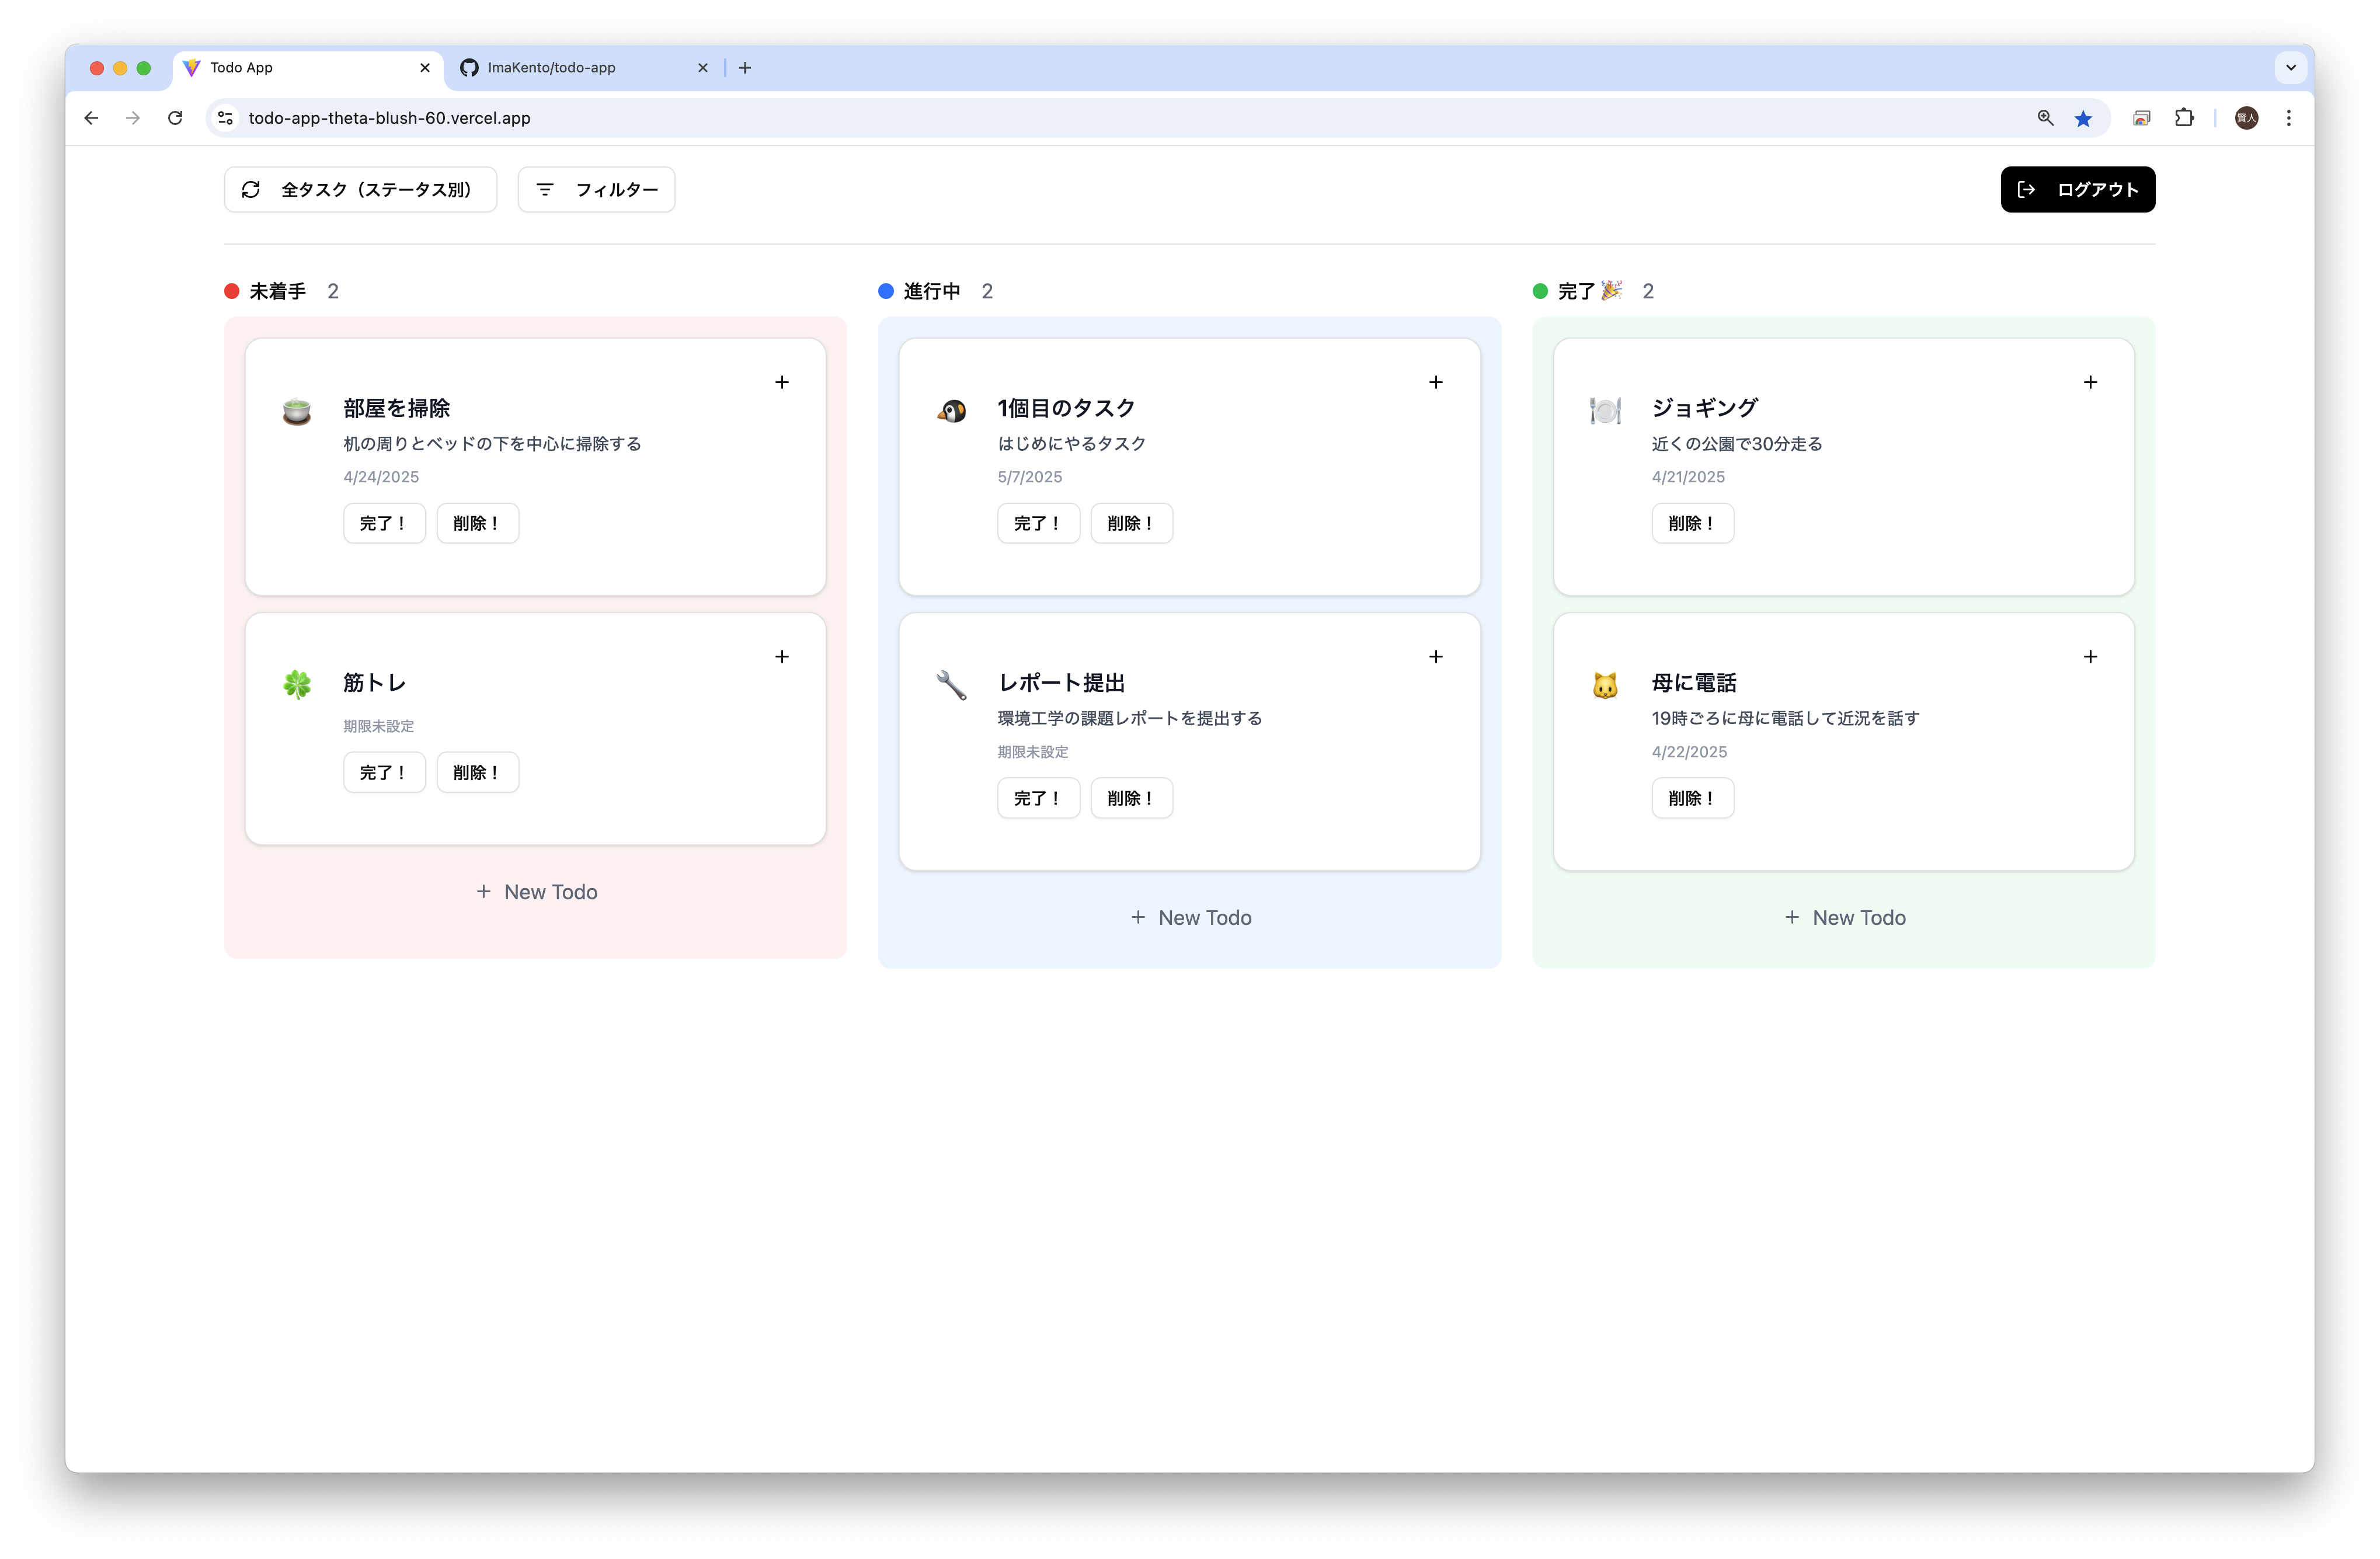 Todo App
ImaKento/todo-app
todo-app-theta-blush-60.vercel.app
賢人
全タスク（ステータス別）
フィルター
ログアウト
未着手 2
部屋を掃除
机の周りとベッドの下を中心に掃除する
4/24/2025
完了！ 削除！
筋トレ
期限未設定
完了！ 削除！
+ New Todo
進行中 2
1個目のタスク
はじめにやるタスク
5/7/2025
完了！ 削除！
レポート提出
環境工学の課題レポートを提出する
期限未設定
完了！ 削除！
+ New Todo
完了🎉 2
ジョギング
近くの公園で30分走る
4/21/2025
削除！
母に電話
19時ごろに母に電話して近況を話す
4/22/2025
削除！
+ New Todo